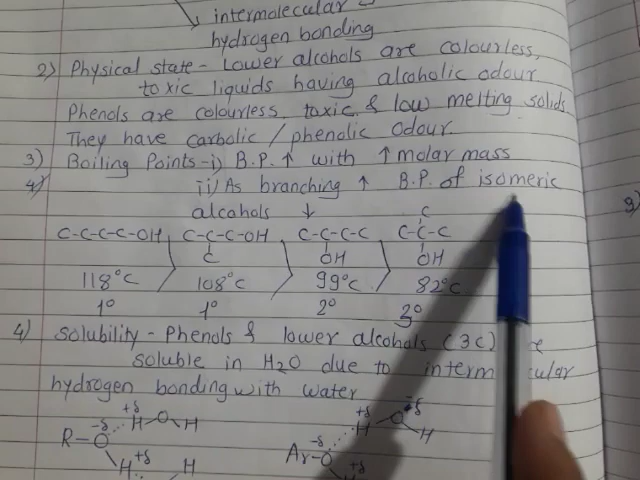 intermolecular
hydrogen bonding
2) Physical state - Lower alcohols are colourless,
toxic liquids having alcoholic odour
Phenols are colourless, toxic & low melting solids
They have carbolic / phenolic odour.
3) Boiling Points - i) B.P. ↑ with ↑ molar mass
4) ii) As branching ↑ B.P. of isomeric
alcohols ↓
C-C-C-C-OH > C-C-C-OH > C-C-C-C > C-C-C
C OH C OH
118°C 108°C 99°C 82°C
1° 1° 2° 3°
4) Solubility - Phenols & lower alcohols (3C)
soluble in H2O due to
hydrogen bonding with water
R-O -δ +δ H-O-H
H +δ H
Ar-O -δ +δ H-O -δ H
H +δ
9)